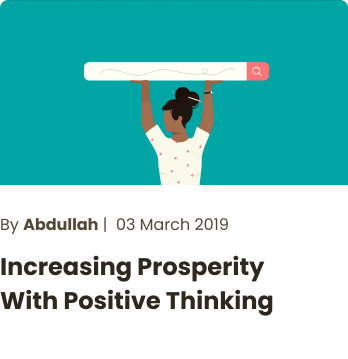 By Abdullah | 03 March 2019
Increasing Prosperity
With Positive Thinking